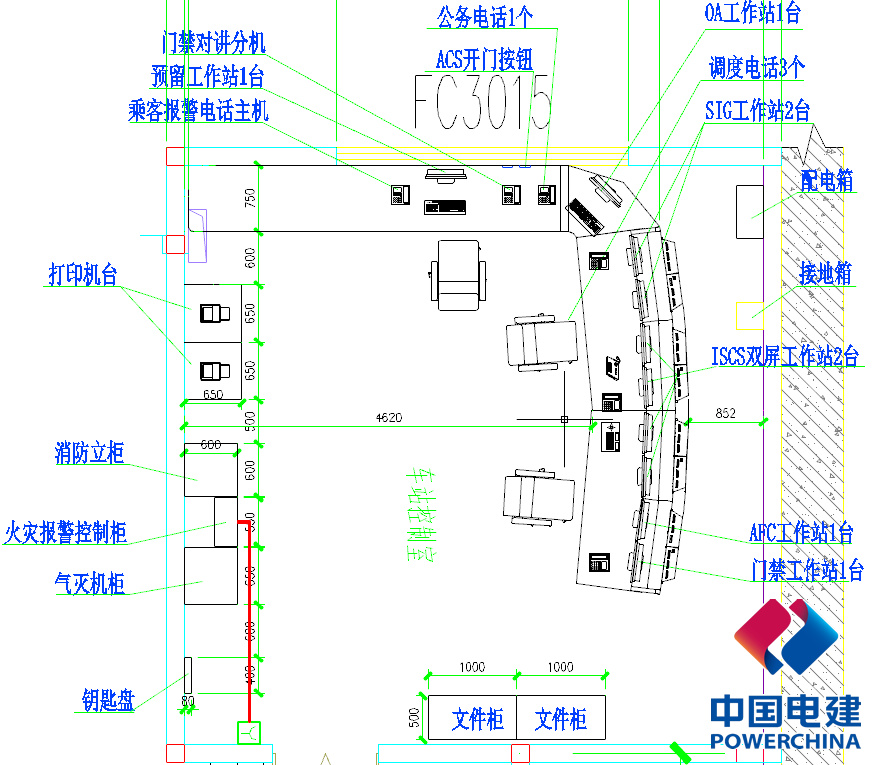 公务电话1个
OA工作站1台
门禁对讲分机
ACS开门按钮
调度电话3个
预留工作站1台
乘客报警电话主机
FC3015
SIG工作站2台
配电箱
750
600
打印机台
接地箱
650
650
ISCS双屏工作站2台
650
4620
852
500
600
消防立柜
600
车站控制室
火灾报警控制柜
600
AFC工作站1台
气灭机柜
门禁工作站1台
600
600
400
1000
1000
钥匙盘
80
500
文件柜
文件柜
中国电建
POWERCHINA